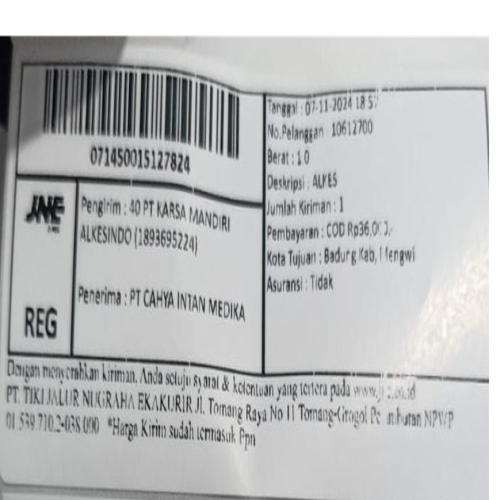 071450015127824
JNE
REG
Pengirim : 40 PT KARSA MANDIRI
ALKESINDO (1893695224)
Penerima : PT CAHYA INTAN MEDIKA
Tanggal : 07-11-2024 18:57
No.Pelanggan : 10612700
Berat : 1.0
Deskripsi : ALKES
Jumlah Kiriman : 1
Pembayaran : COD
Kota Tujuan : Badung Kab, Mengwi
Asuransi : Tidak
Dengan menyerahkan kiriman, Anda setuju syarat & ketentuan yang tertera pada
PT. TIKI JALUR NUGRAHA EKAKURIR Jl. Tomang Raya No 11 Tomang-Grogol NPWP
01.539.710.2-038.000 *Harga Kirim sudah termasuk Ppn